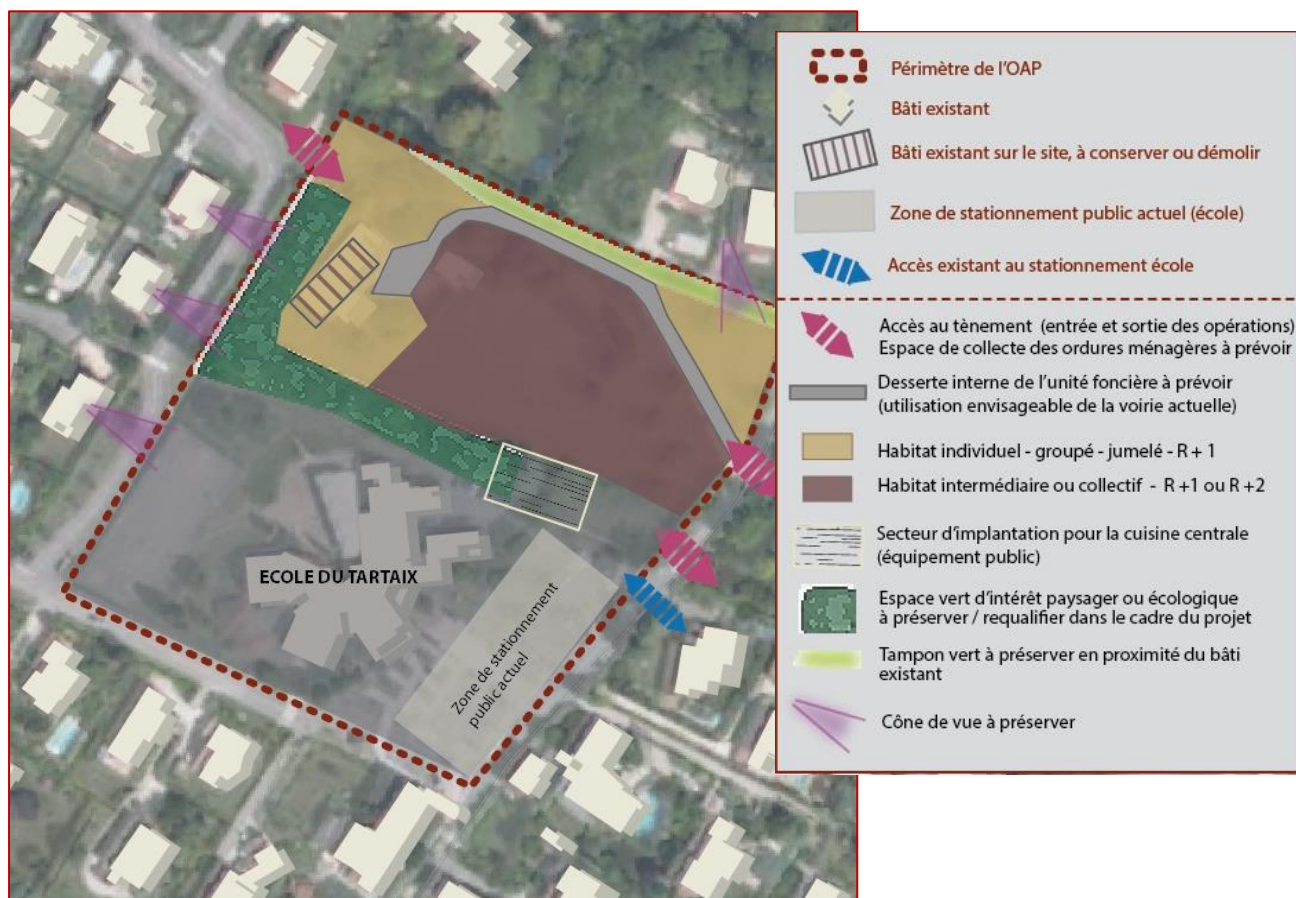 ECOLE DU TARTAIX
Zone de stationnement
public actuel
Périmètre de l'OAP
Bâti existant
Bâti existant sur le site, à conserver ou démolir
Zone de stationnement public actuel (école)
Accès existant au stationnement école
Accès au tènement (entrée et sortie des opérations)
Espace de collecte des ordures ménagères à prévoir
Desserte interne de l'unité foncière à prévoir
(utilisation envisageable de la voirie actuelle)
Habitat individuel - groupé - jumelé - R + 1
Habitat intermédiaire ou collectif - R +1 ou R +2
Secteur d'implantation pour la cuisine centrale
(équipement public)
Espace vert d'intérêt paysager ou écologique
à préserver / requalifier dans le cadre du projet
Tampon vert à préserver en proximité du bâti
existant
Cône de vue à préserver